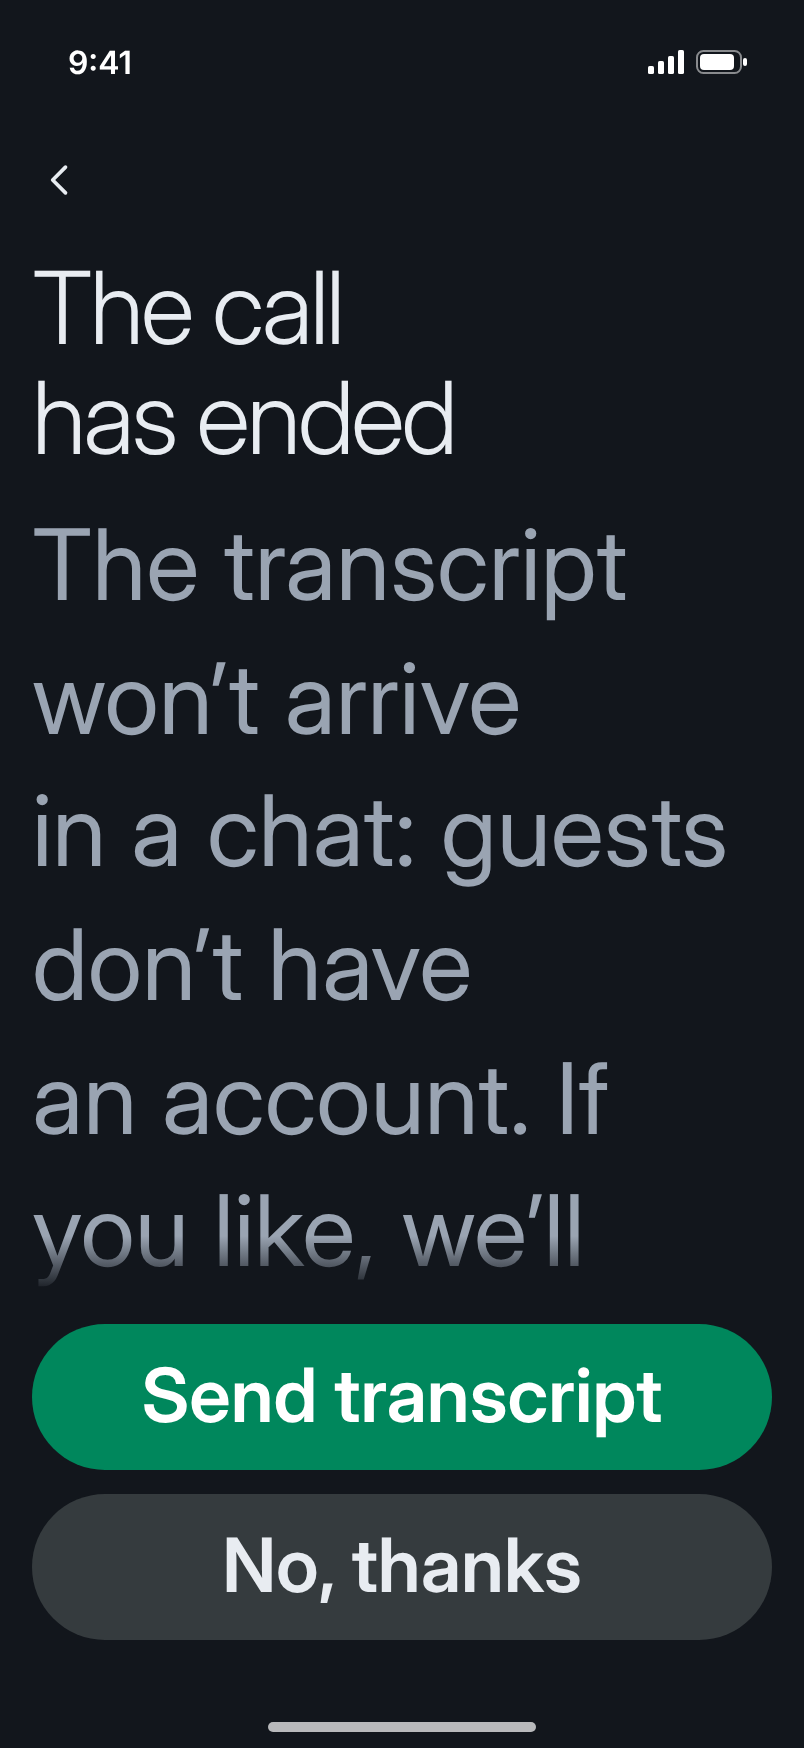 9:41
The call
has ended
The transcript
won’t arrive
in a chat: guests
don’t have
an account. If
you like, we’ll
Send transcript
No, thanks